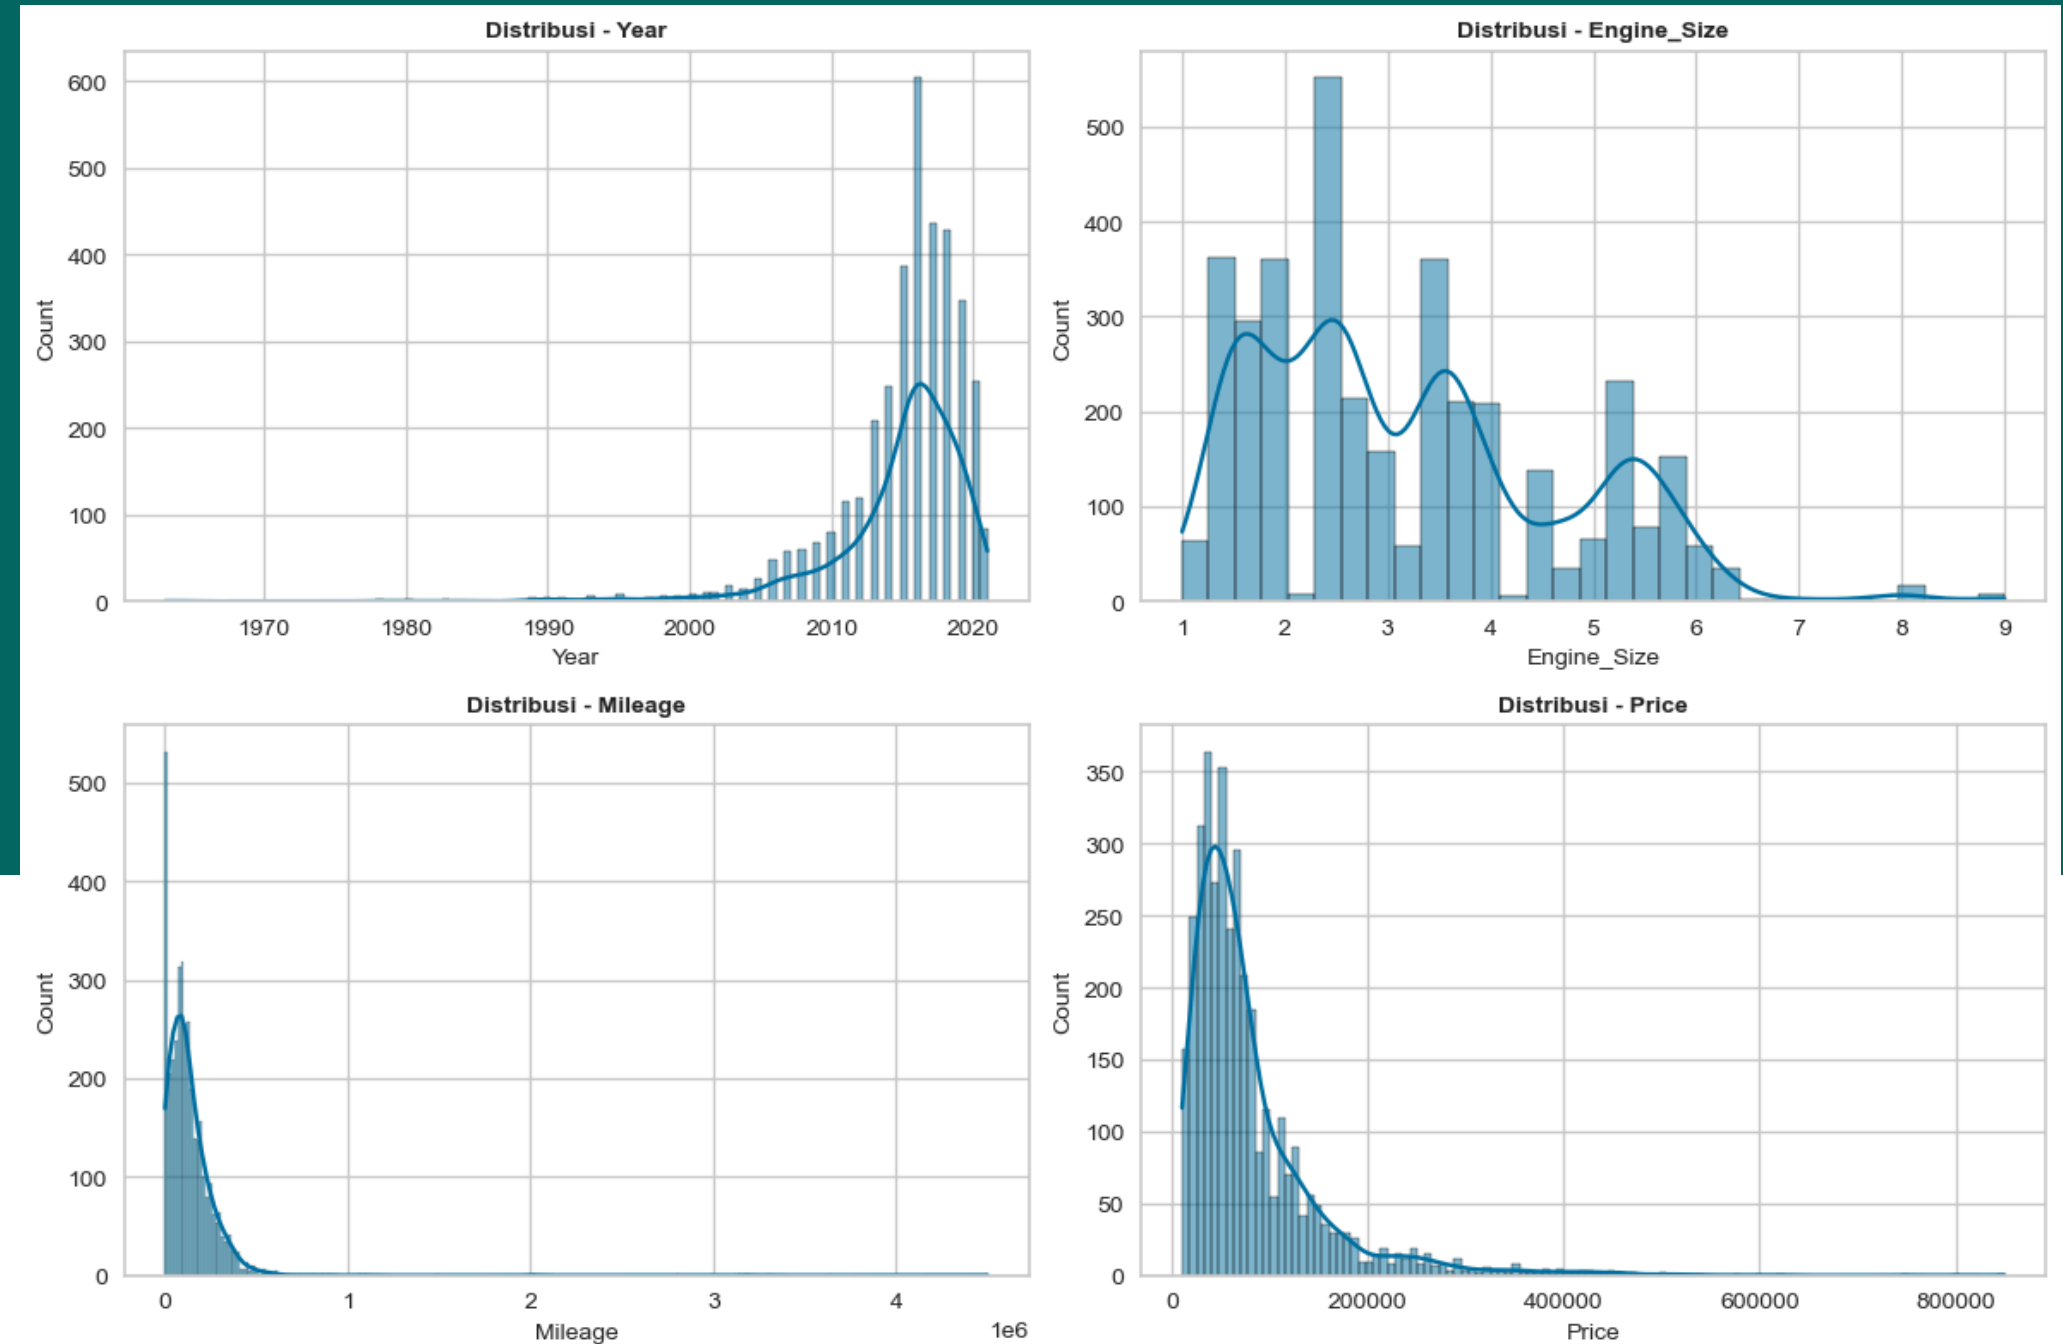 Distribusi - Year
600
500
400
300
200
100
0
Count
1970 1980 1990 2000 2010 2020
Year
Distribusi - Engine_Size
500
400
300
200
100
0
Count
1 2 3 4 5 6 7 8 9
Engine_Size
Distribusi - Mileage
500
400
300
200
100
0
Count
0 1 2 3 4
1e6
Mileage
Distribusi - Price
350
300
250
200
150
100
50
0
Count
0 200000 400000 600000 800000
Price